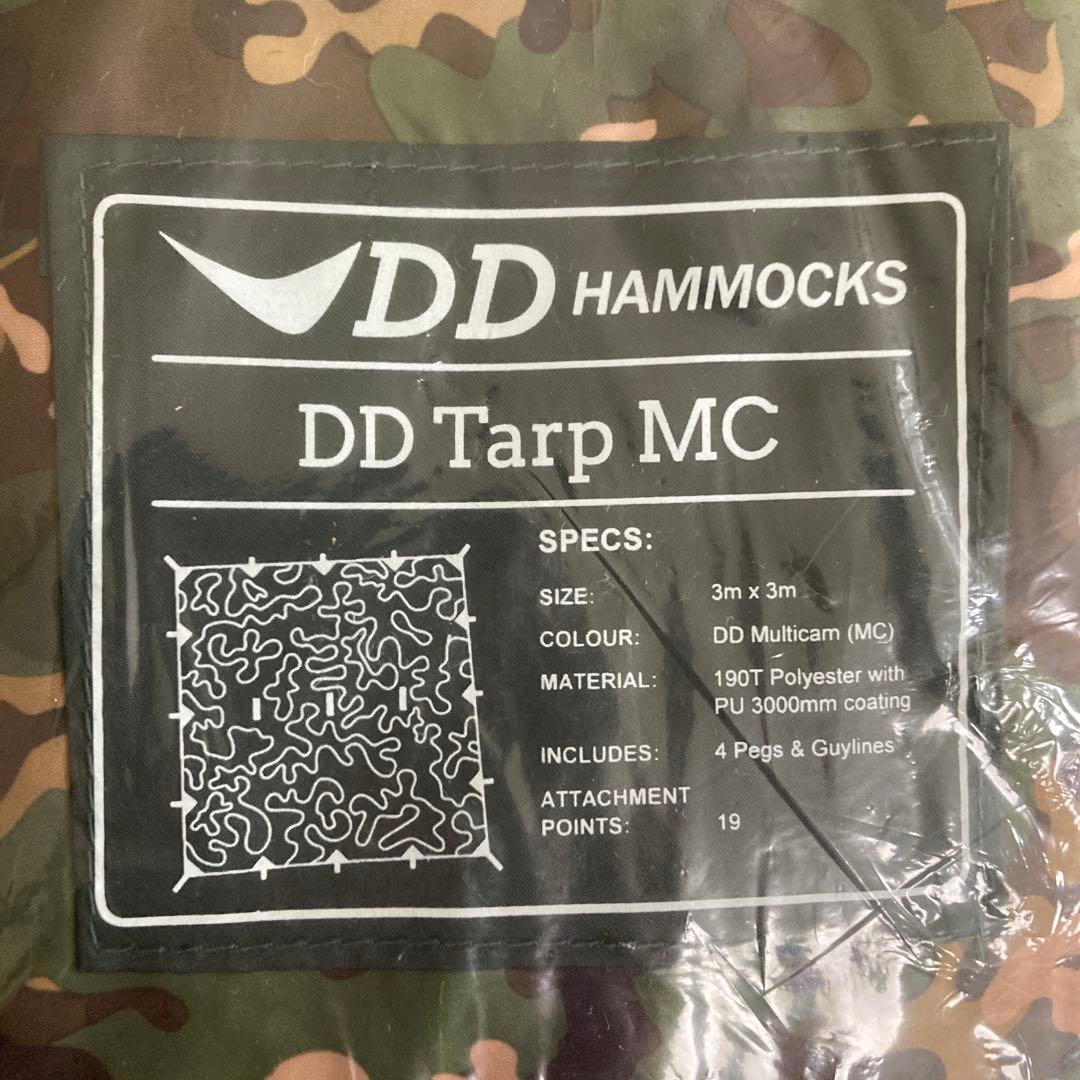 DD HAMMOCKS
DD Tarp MC
SPECS:
SIZE: 3m x 3m
COLOUR: DD Multicam (MC)
MATERIAL: 190T Polyester with
PU 3000mm coating
INCLUDES: 4 Pegs & Guylines
ATTACHMENT
POINTS: 19